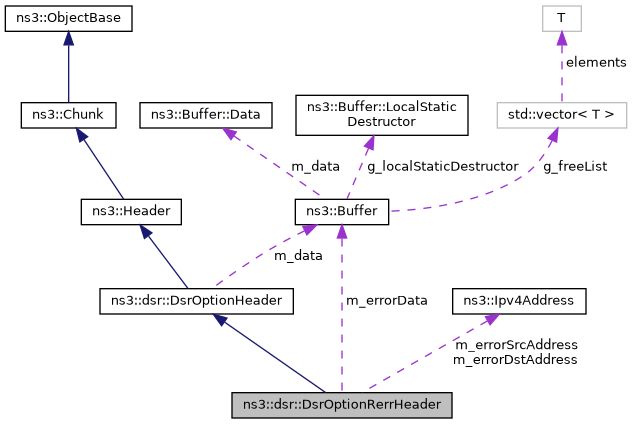 ns3::ObjectBase
T
elements
ns3::Chunk
ns3::Buffer::Data
ns3::Buffer::LocalStatic
Destructor
std::vector< T >
m_data
g_localStaticDestructor
g_freeList
ns3::Header
ns3::Buffer
m_data
ns3::dsr::DsrOptionHeader
m_errorData
ns3::Ipv4Address
m_errorSrcAddress
m_errorDstAddress
ns3::dsr::DsrOptionRerrHeader